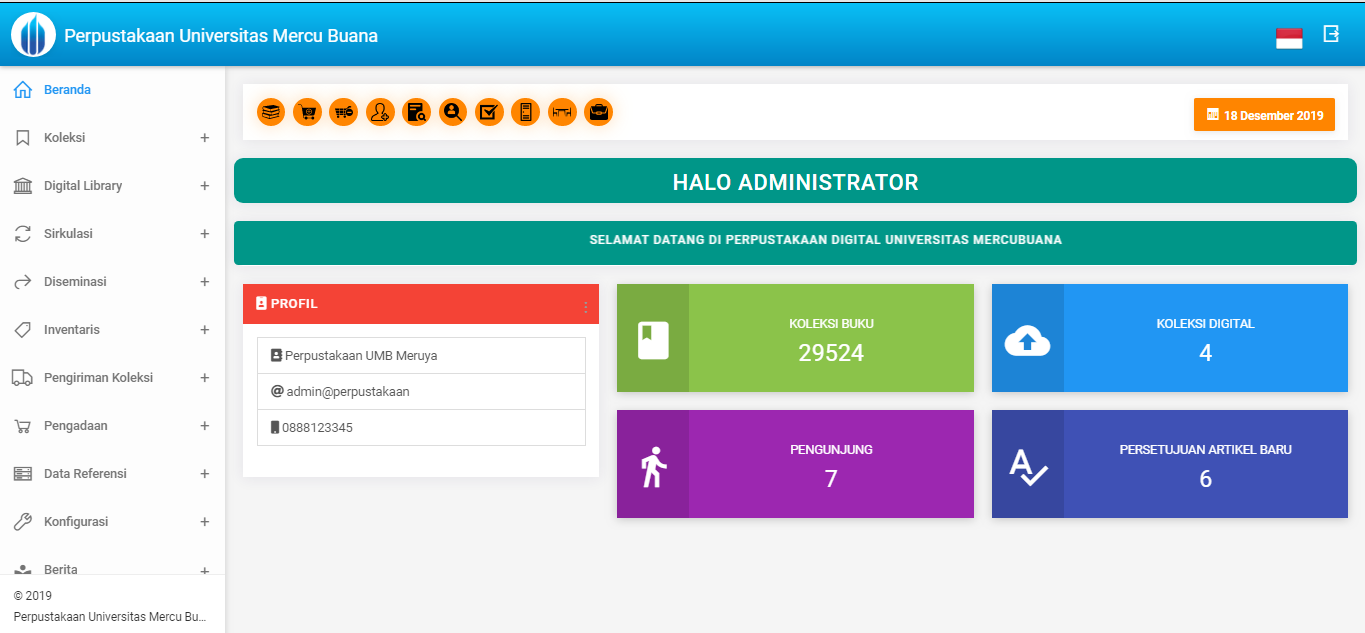 Perpustakaan Universitas Mercu Buana
Beranda
Koleksi +
Digital Library +
Sirkulasi +
Diseminasi +
Inventaris +
Pengiriman Koleksi +
Pengadaan +
Data Referensi +
Konfigurasi +
Berita +
© 2019
Perpustakaan Universitas Mercu Bu...
18 Desember 2019
HALO ADMINISTRATOR
SELAMAT DATANG DI PERPUSTAKAAN DIGITAL UNIVERSITAS MERCUBUANA
PROFIL
Perpustakaan UMB Meruya
@ admin@perpustakaan
0888123345
KOLEKSI BUKU
29524
KOLEKSI DIGITAL
4
PENGUNJUNG
7
PERSETUJUAN ARTIKEL BARU
6